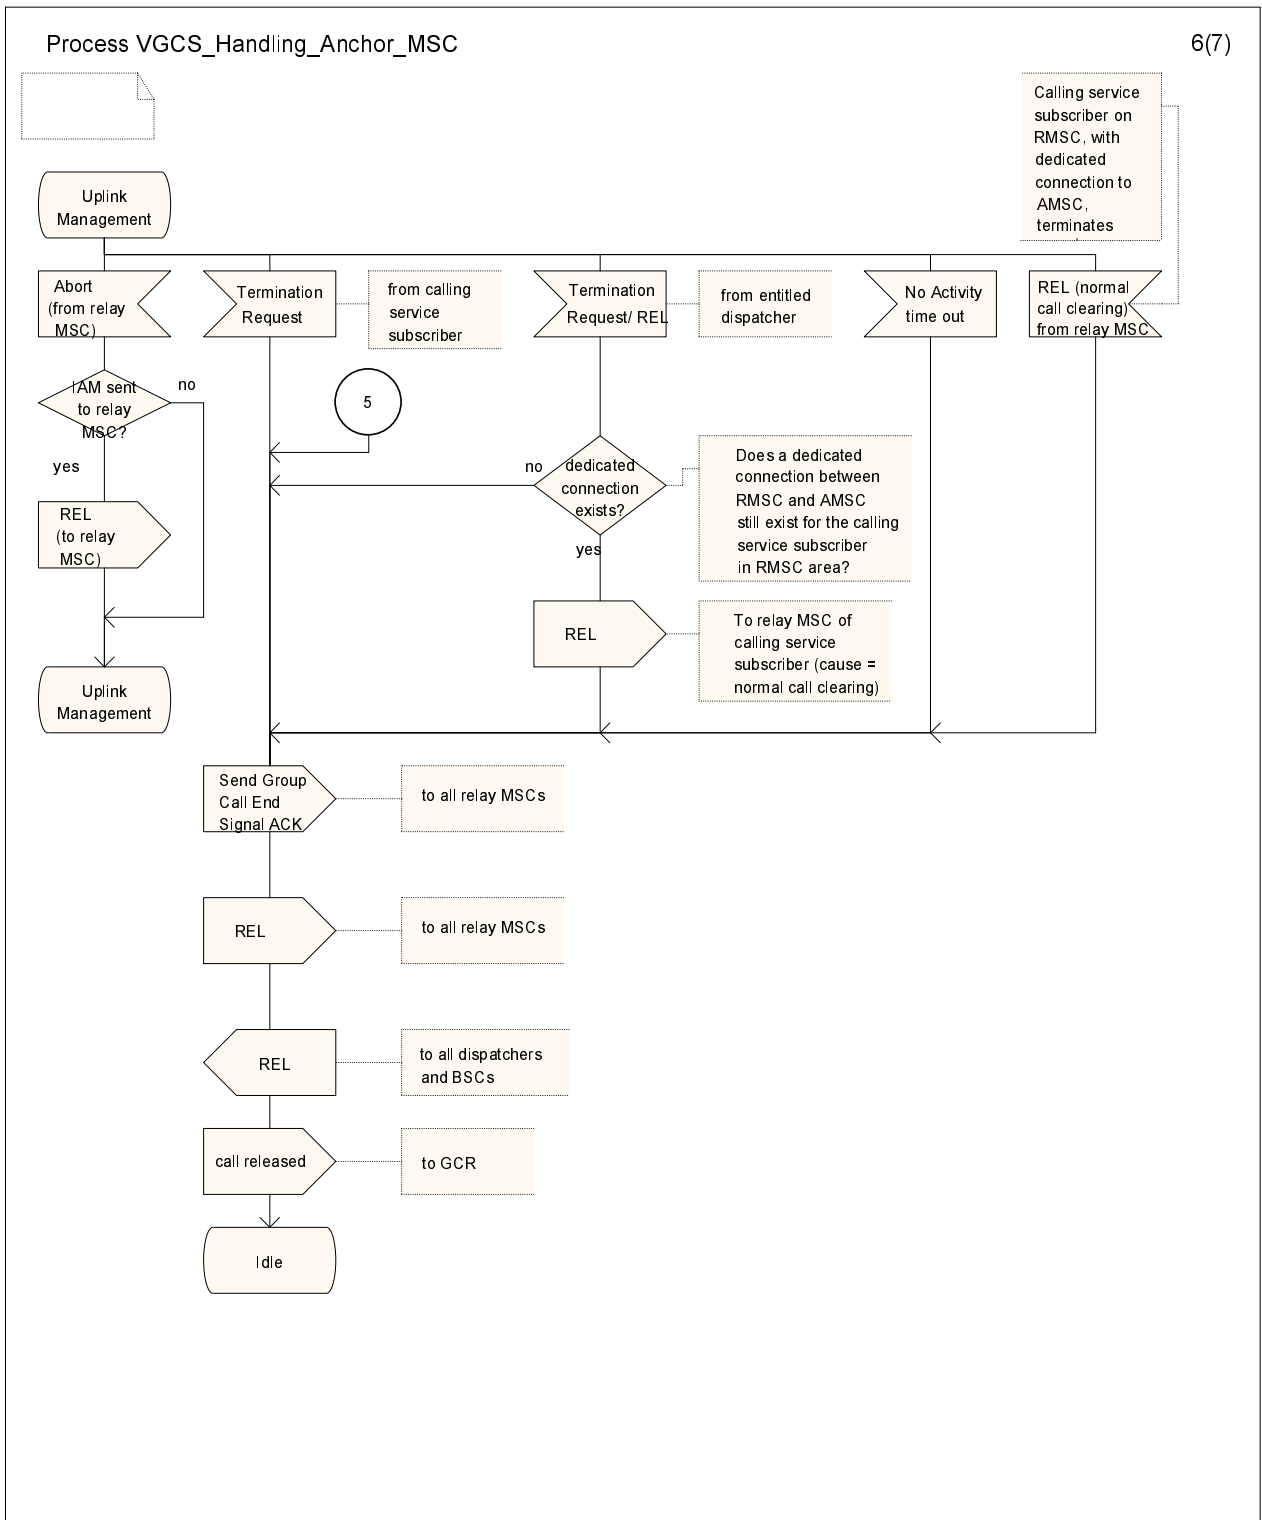 Process VGCS_Handling_Anchor_MSC
6(7)
Calling service
subscriber on
RMSC, with
dedicated
connection to
AMSC,
terminates
Uplink
Management
Abort
(from relay
MSC)
Termination
Request
from calling
service
subscriber
Termination
Request/ REL
from entitled
dispatcher
No Activity
time out
REL (normal
call clearing)
from relay MSC
IAM sent
to relay
MSC?
no
yes
5
no
dedicated
connection
exists?
yes
Does a dedicated
connection between
RMSC and AMSC
still exist for the calling
service subscriber
in RMSC area?
REL
(to relay
MSC)
REL
To relay MSC of
calling service
subscriber (cause =
normal call clearing)
Uplink
Management
Send Group
Call End
Signal ACK
to all relay MSCs
REL
to all relay MSCs
REL
to all dispatchers
and BSCs
call released
to GCR
Idle